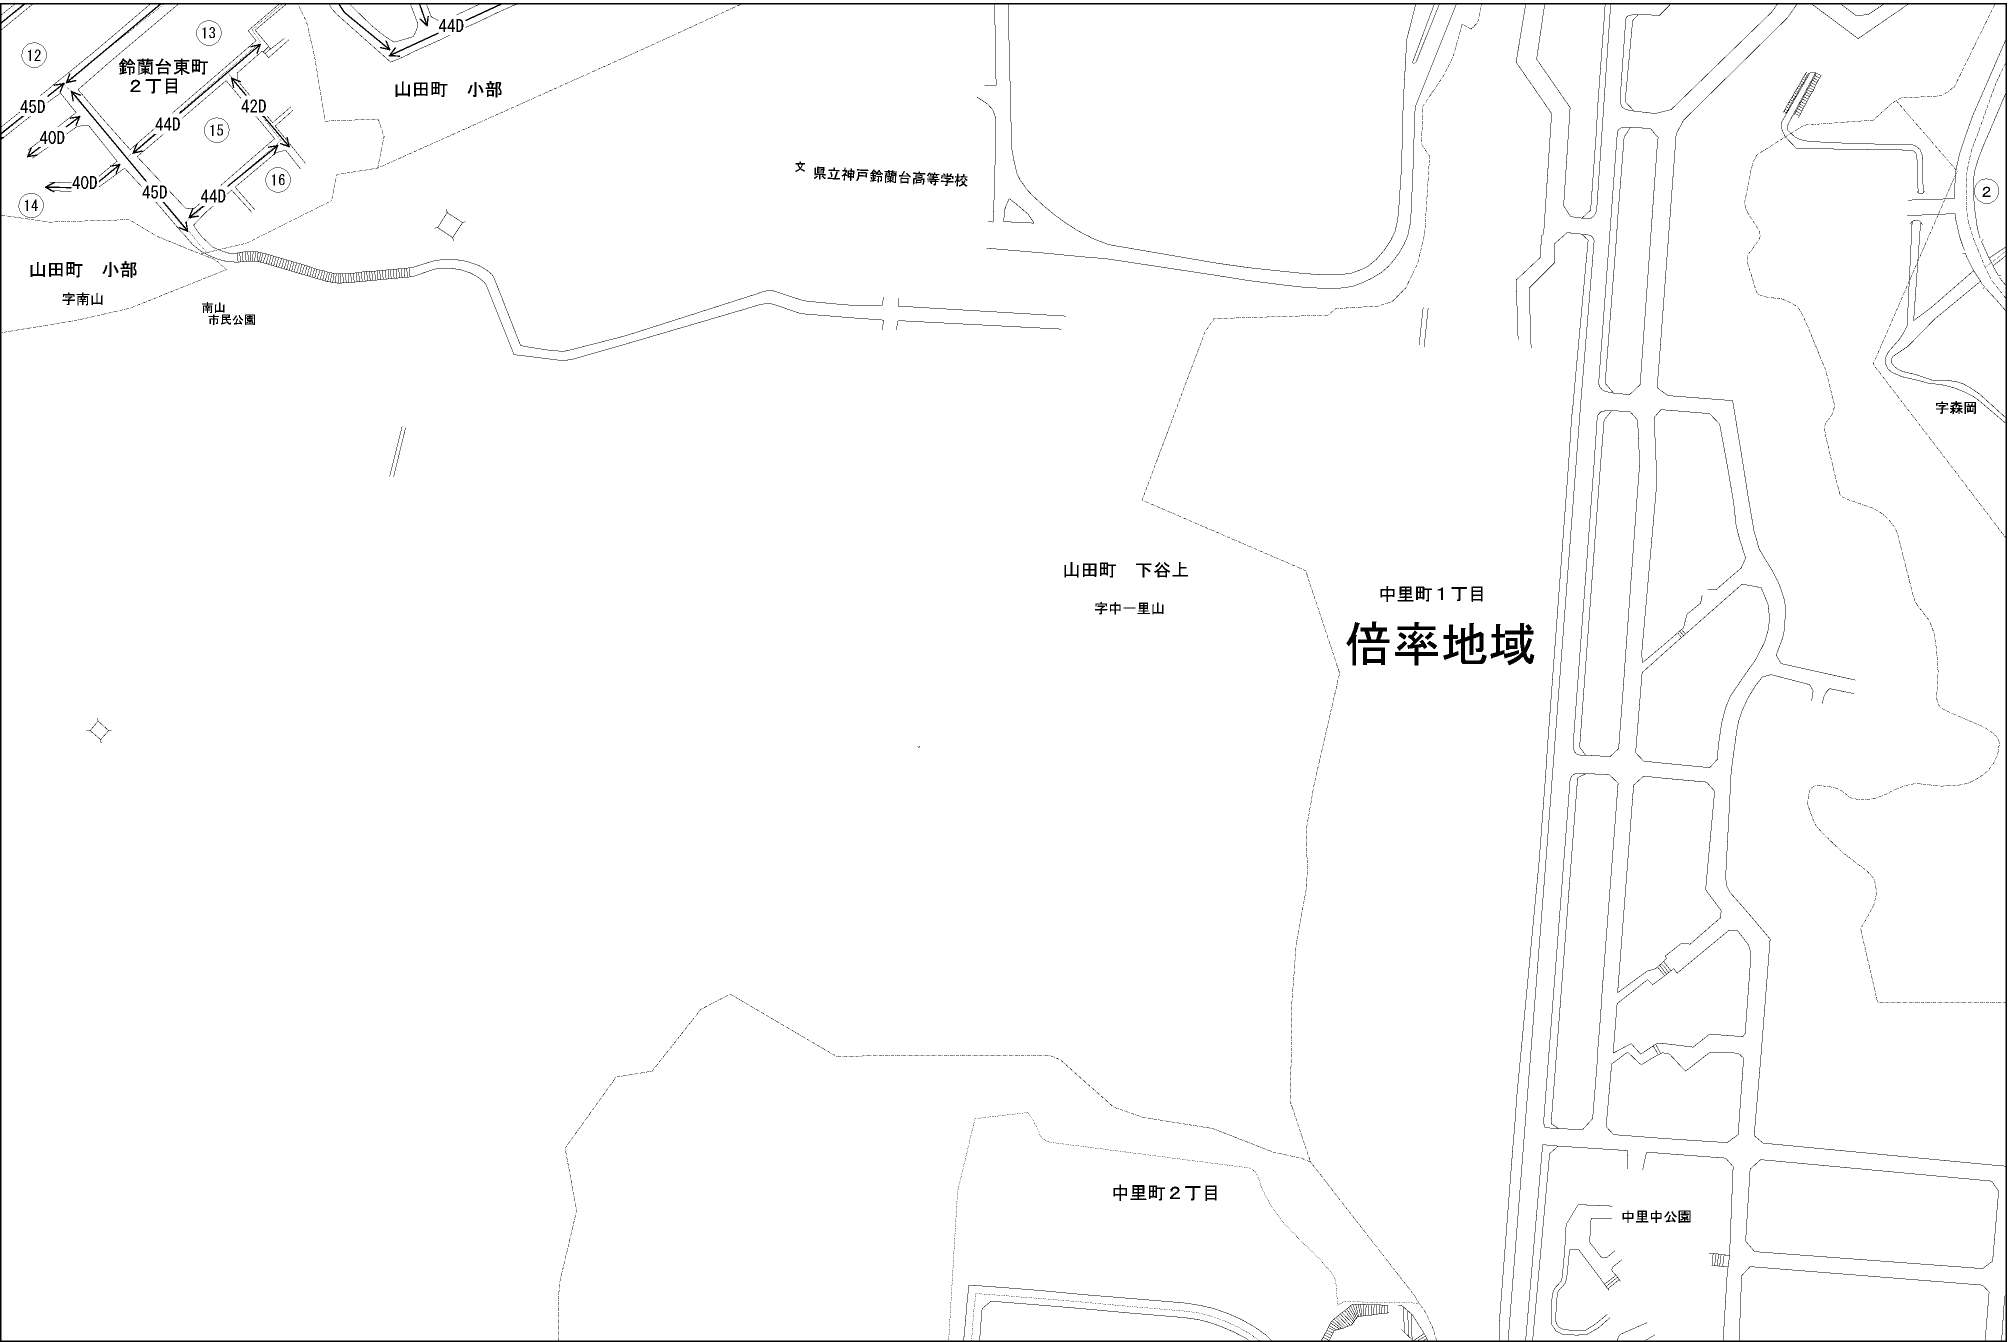 13
44D
12
鈴蘭台東町
2丁目
山田町　小部
45D
42D
44D
15
40D
文 県立神戸鈴蘭台高等学校
16
40D
45D
44D
14
2
山田町　小部
字南山
南山
市民公園
字森岡
山田町　下谷上
字中一里山
中里町1丁目
倍率地域
中里町2丁目
中里中公園